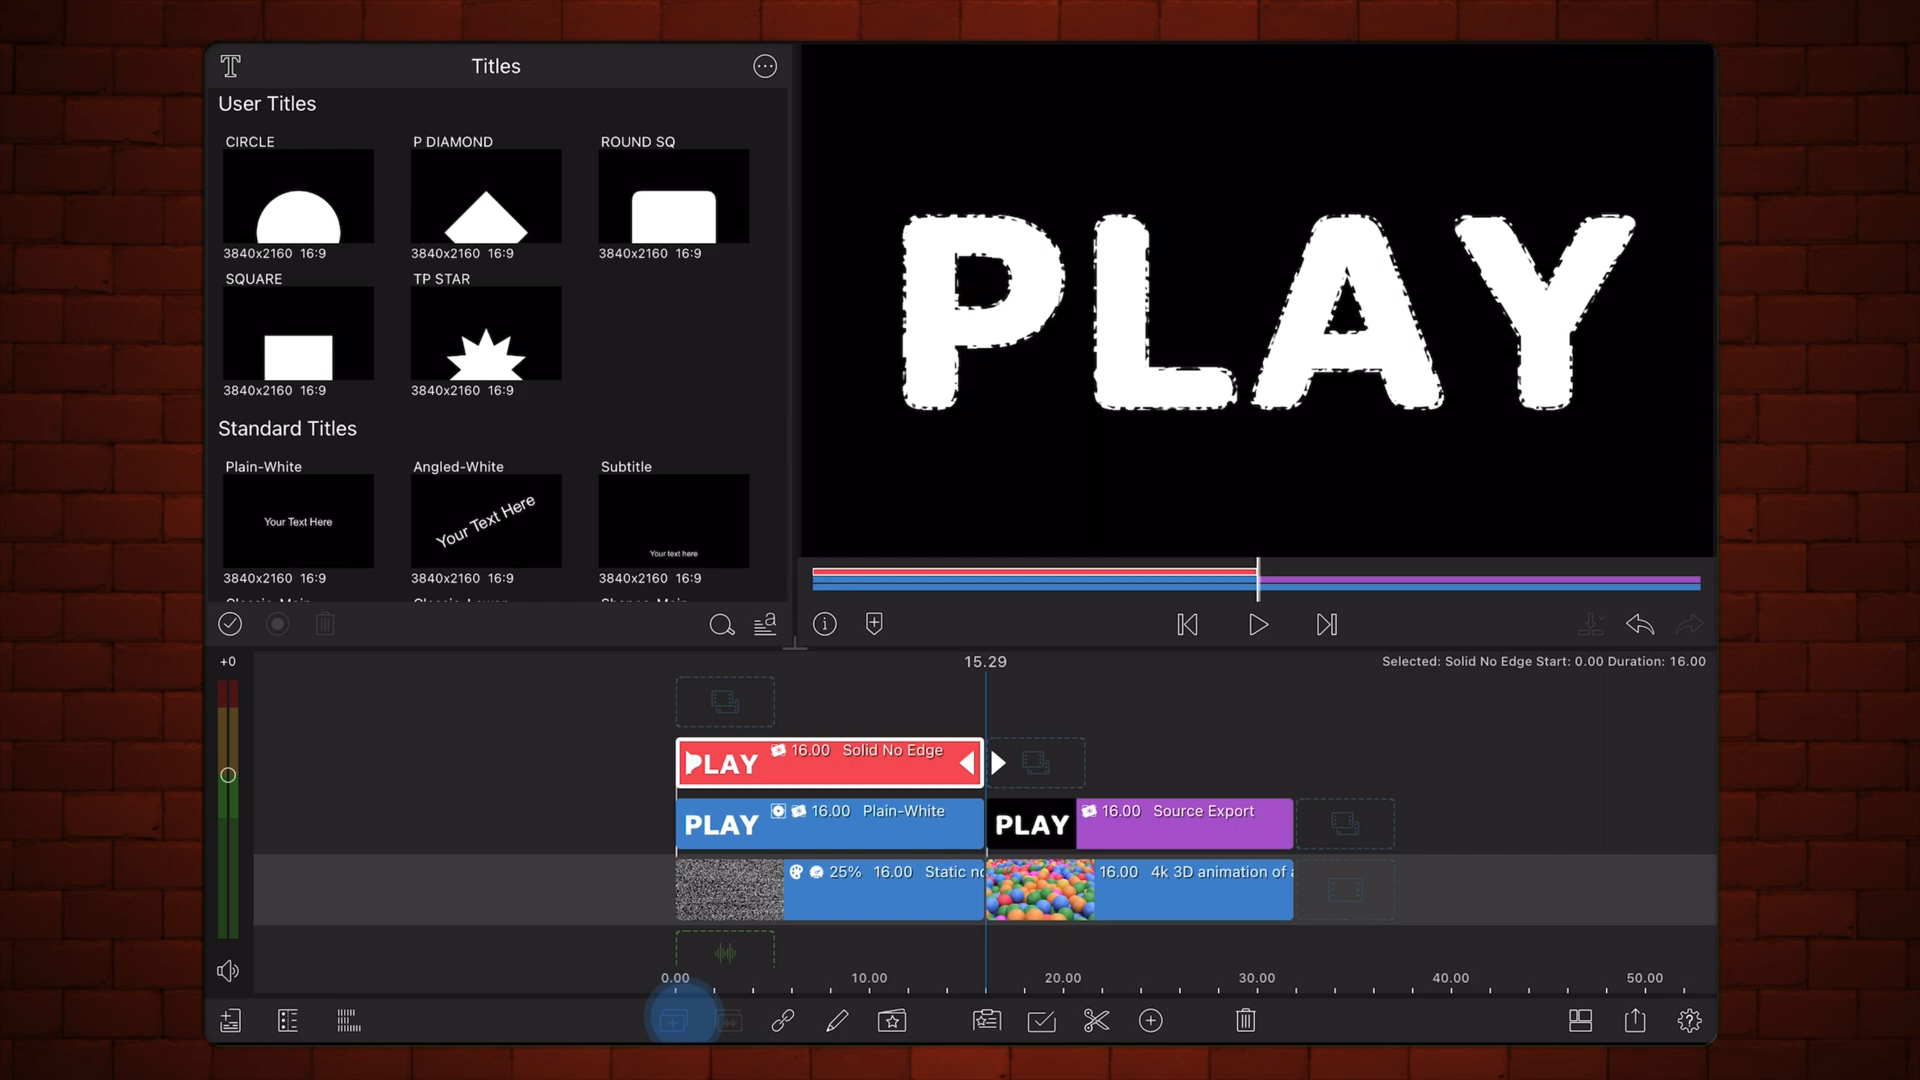 Titles
User Titles
CIRCLE
P DIAMOND
ROUND SQ
3840x2160 16:9
3840x2160 16:9
3840x2160 16:9
SQUARE
TP STAR
3840x2160 16:9
3840x2160 16:9
Standard Titles
Plain-White
Angled-White
Subtitle
Your Text Here
Your Text Here
Your text here
3840x2160 16:9
3840x2160 16:9
3840x2160 16:9
PLAY
+0
15.29
Selected: Solid No Edge Start: 0.00 Duration: 16.00
PLAY 16.00 Solid No Edge
PLAY 16.00 Plain-White
PLAY 16.00 Source Export
25% 16.00 Static
16.00 4k 3D animation of
0.00 10.00 20.00 30.00 40.00 50.00